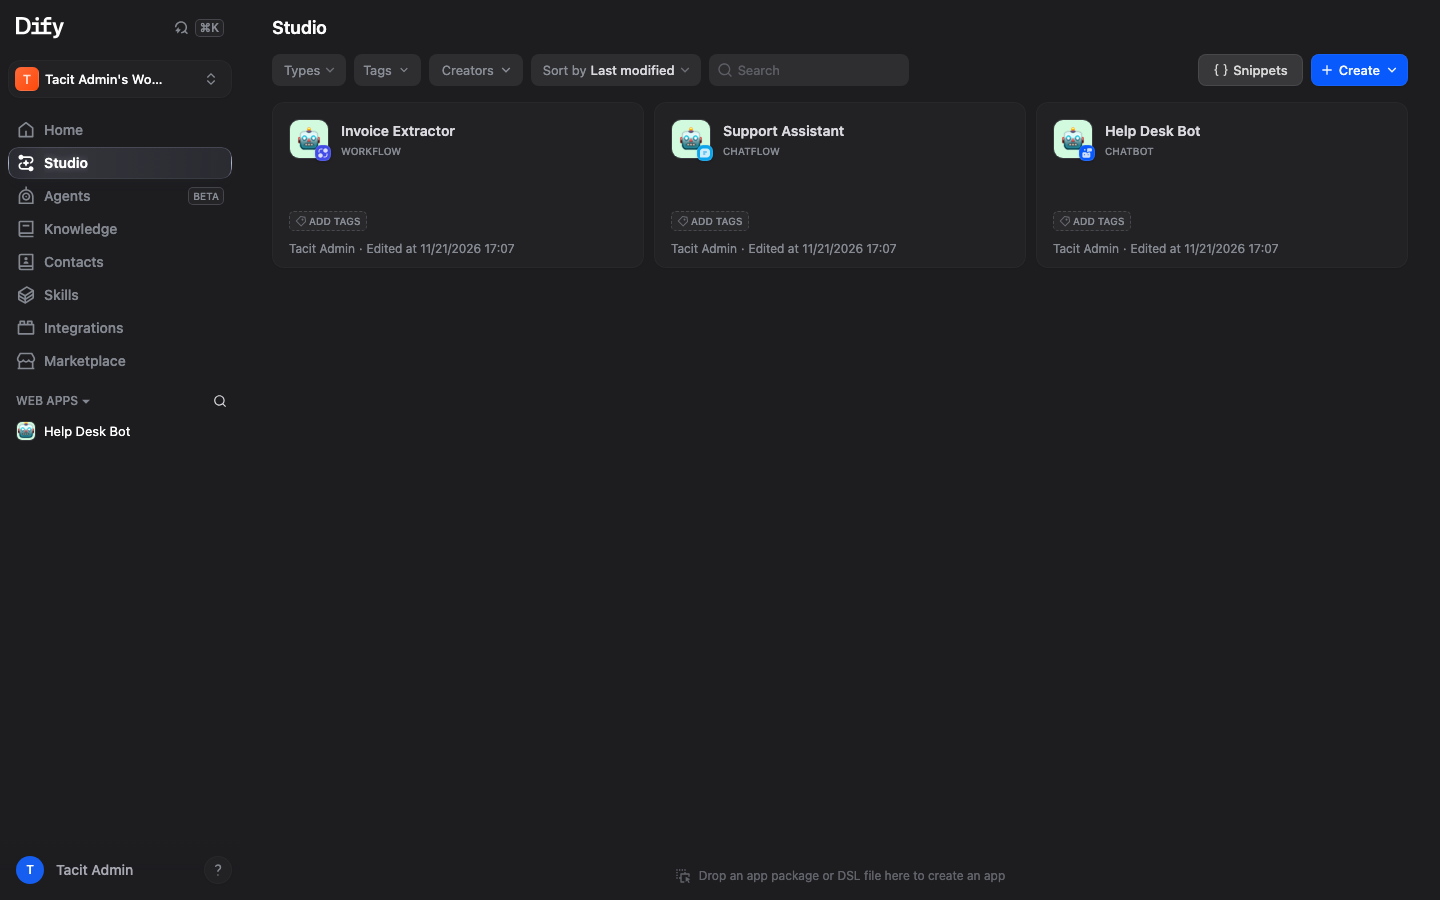 Dify
⌘K
T
Tacit Admin's Wo...
Home
Studio
Agents
BETA
Knowledge
Contacts
Skills
Integrations
Marketplace
WEB APPS
Help Desk Bot
T
Tacit Admin
?
Studio
Types
Tags
Creators
Sort by Last modified
Search
{ } Snippets
+ Create
Invoice Extractor
WORKFLOW
ADD TAGS
Tacit Admin · Edited at 11/21/2026 17:07
Support Assistant
CHATFLOW
ADD TAGS
Tacit Admin · Edited at 11/21/2026 17:07
Help Desk Bot
CHATBOT
ADD TAGS
Tacit Admin · Edited at 11/21/2026 17:07
Drop an app package or DSL file here to create an app